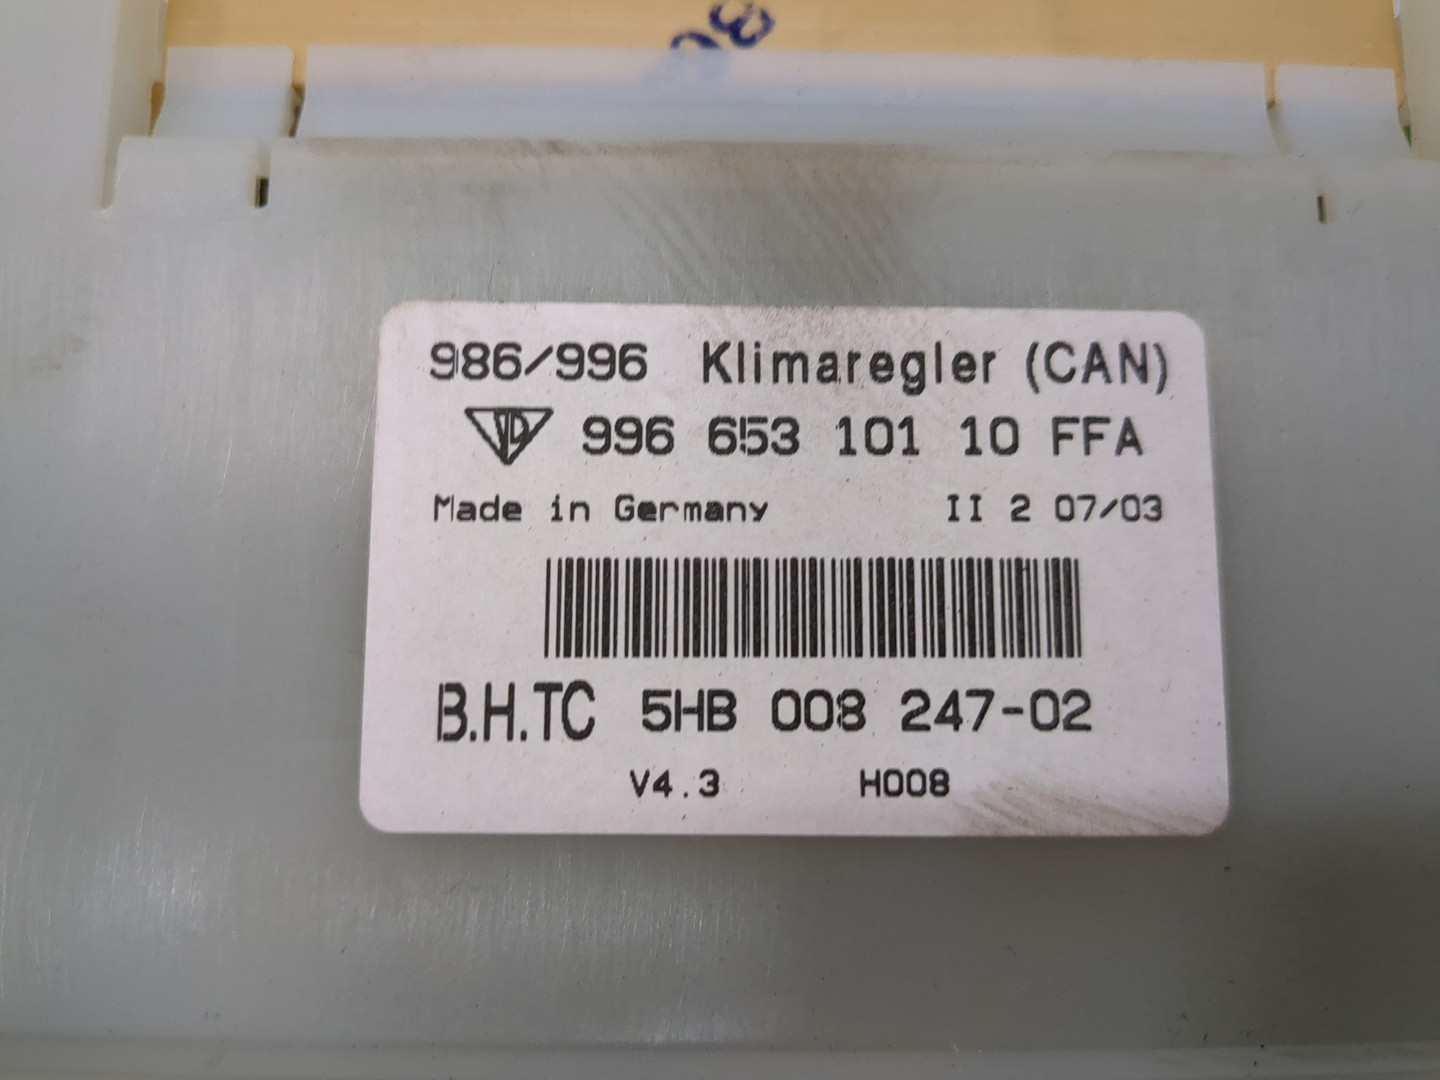 986/996 Klimaregler (CAN)
996 653 101 10 FFA
Made in Germany II 2 07/03
B.H.TC 5HB 008 247-02
V4.3 H008